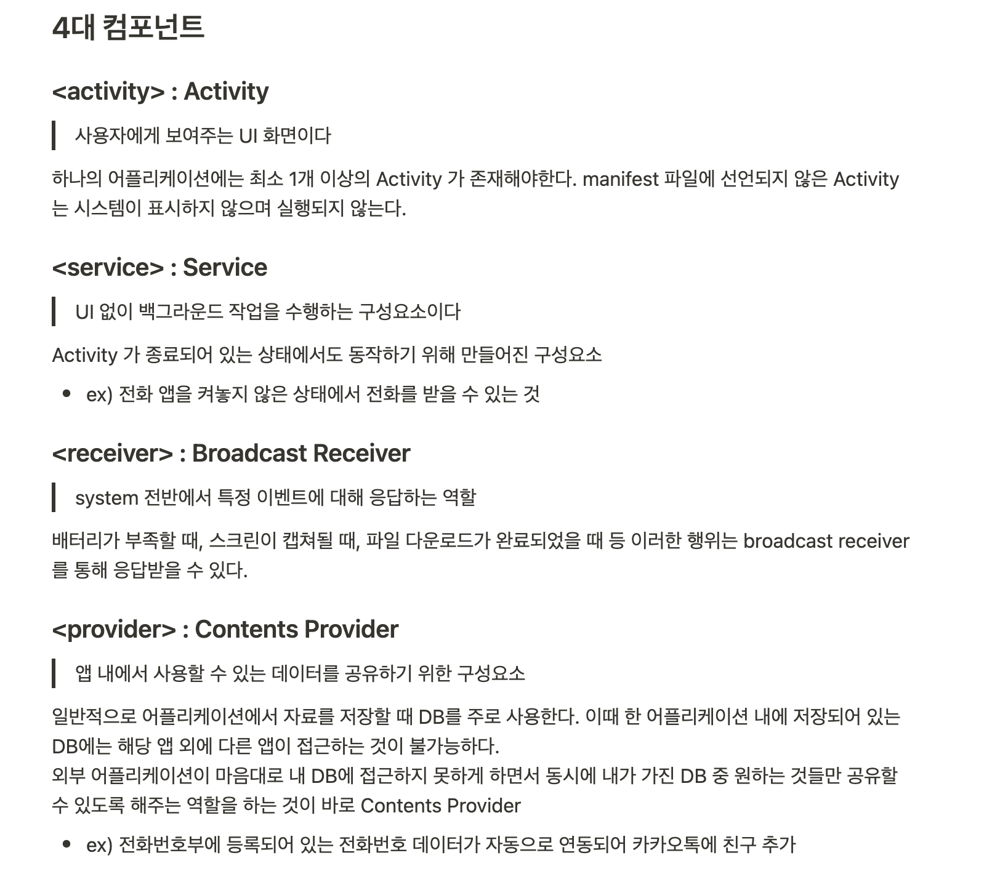 4대 컴포넌트
<activity> : Activity
사용자에게 보여주는 UI 화면이다
하나의 어플리케이션에는 최소 1개 이상의 Activity 가 존재해야한다. manifest 파일에 선언되지 않은 Activity
는 시스템이 표시하지 않으며 실행되지 않는다.
<service> : Service
UI 없이 백그라운드 작업을 수행하는 구성요소이다
Activity 가 종료되어 있는 상태에서도 동작하기 위해 만들어진 구성요소
• ex) 전화 앱을 켜놓지 않은 상태에서 전화를 받을 수 있는 것
<receiver> : Broadcast Receiver
system 전반에서 특정 이벤트에 대해 응답하는 역할
배터리가 부족할 때, 스크린이 캡쳐될 때, 파일 다운로드가 완료되었을 때 등 이러한 행위는 broadcast receiver
를 통해 응답받을 수 있다.
<provider> : Contents Provider
앱 내에서 사용할 수 있는 데이터를 공유하기 위한 구성요소
일반적으로 어플리케이션에서 자료를 저장할 때 DB를 주로 사용한다. 이때 한 어플리케이션 내에 저장되어 있는
DB에는 해당 앱 외에 다른 앱이 접근하는 것이 불가능하다.
외부 어플리케이션이 마음대로 내 DB에 접근하지 못하게 하면서 동시에 내가 가진 DB 중 원하는 것들만 공유할
수 있도록 해주는 역할을 하는 것이 바로 Contents Provider
• ex) 전화번호부에 등록되어 있는 전화번호 데이터가 자동으로 연동되어 카카오톡에 친구 추가